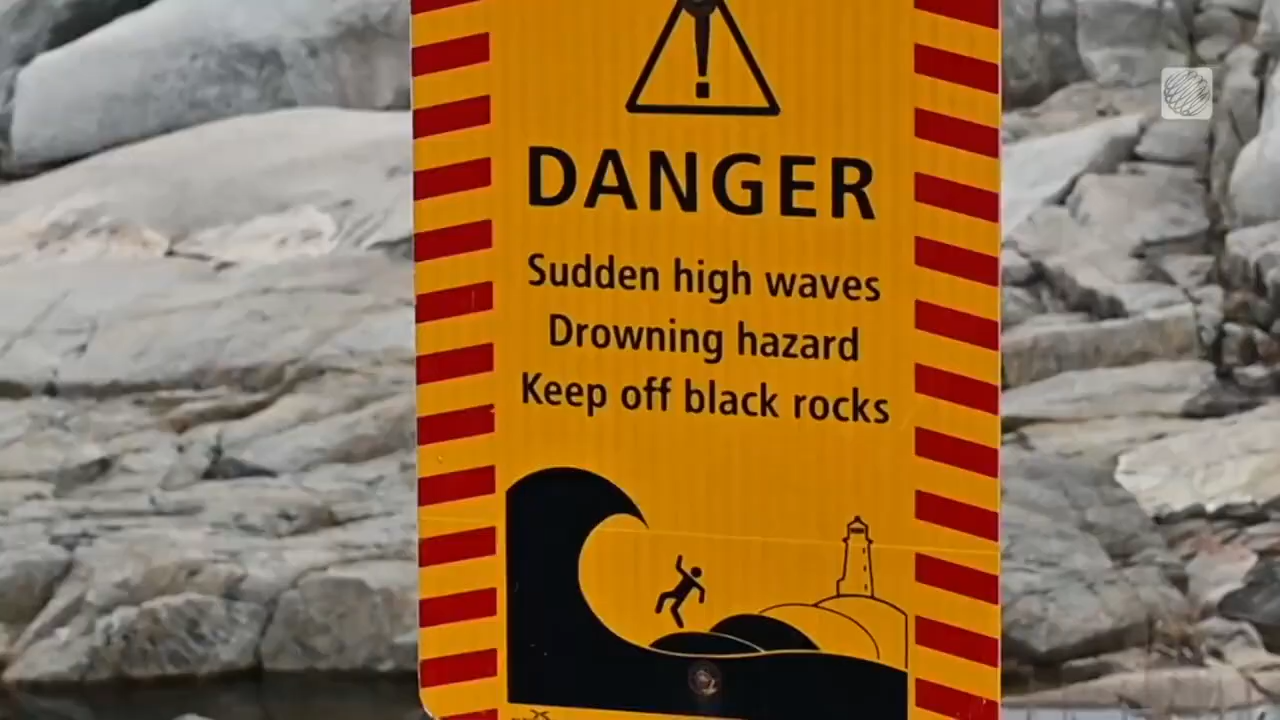 DANGER
Sudden high waves
Drowning hazard
Keep off black rocks